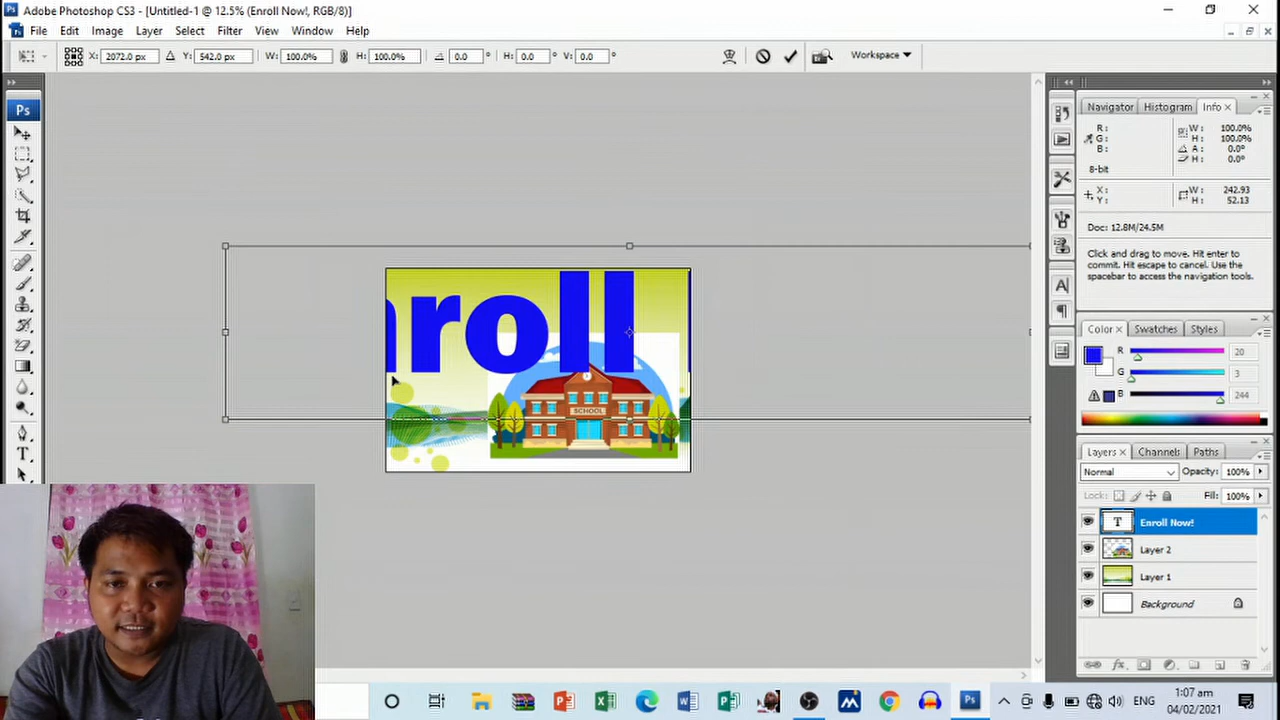 Adobe Photoshop CS3 - [Untitled-1 @ 12.5% (Enroll Now!, RGB/8)]
File Edit Image Layer Select Filter View Window Help
X: 2072.0 px Y: 542.0 px W: 100.0% H: 100.0% 0.0 ° H: 0.0 ° V: 0.0 ° Workspace
Ps
nroll
SCHOOL
Navigator Histogram Info ×
R: W: 100.0%
G: H: 100.0%
B: A: 0.0°
H: 0.0°
8-bit
X: W: 242.93
Y: H: 52.13
Doc: 12.8M/24.5M
Click and drag to move. Hit enter to
commit. Hit escape to cancel. Use the
spacebar to access the navigation tools.
Color × Swatches Styles
R 20
G 3
B 244
Layers × Channels Paths
Normal Opacity: 100%
Lock: Fill: 100%
T Enroll Now!
Layer 2
Layer 1
Background
ENG 1:07 am
04/02/2021